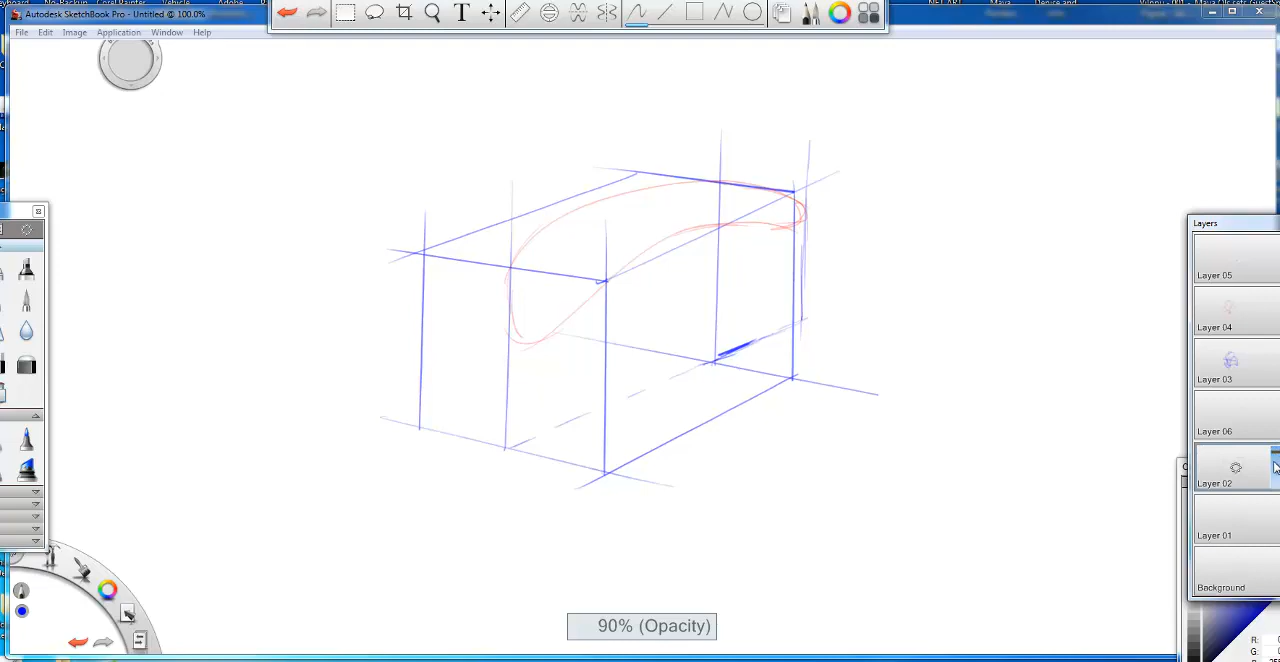 Autodesk SketchBook Pro - Untitled @ 100.0%
File Edit Image Application Window Help
Layers
Layer 05
Layer 04
Layer 03
Layer 06
Layer 02
Layer 01
Background
90% (Opacity)
R:
G: